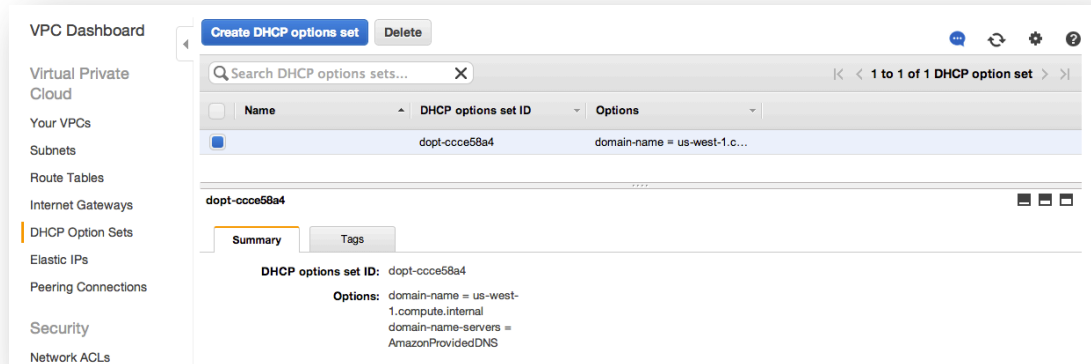 VPC Dashboard
Virtual Private
Cloud
Your VPCs
Subnets
Route Tables
Internet Gateways
DHCP Option Sets
Elastic IPs
Peering Connections
Security
Network ACLs
Create DHCP options set Delete
Search DHCP options sets... X
1 to 1 of 1 DHCP option set
Name DHCP options set ID Options
dopt-ccce58a4 domain-name = us-west-1.c...
dopt-ccce58a4
Summary Tags
DHCP options set ID: dopt-ccce58a4
Options: domain-name = us-west-
1.compute.internal
domain-name-servers =
AmazonProvidedDNS